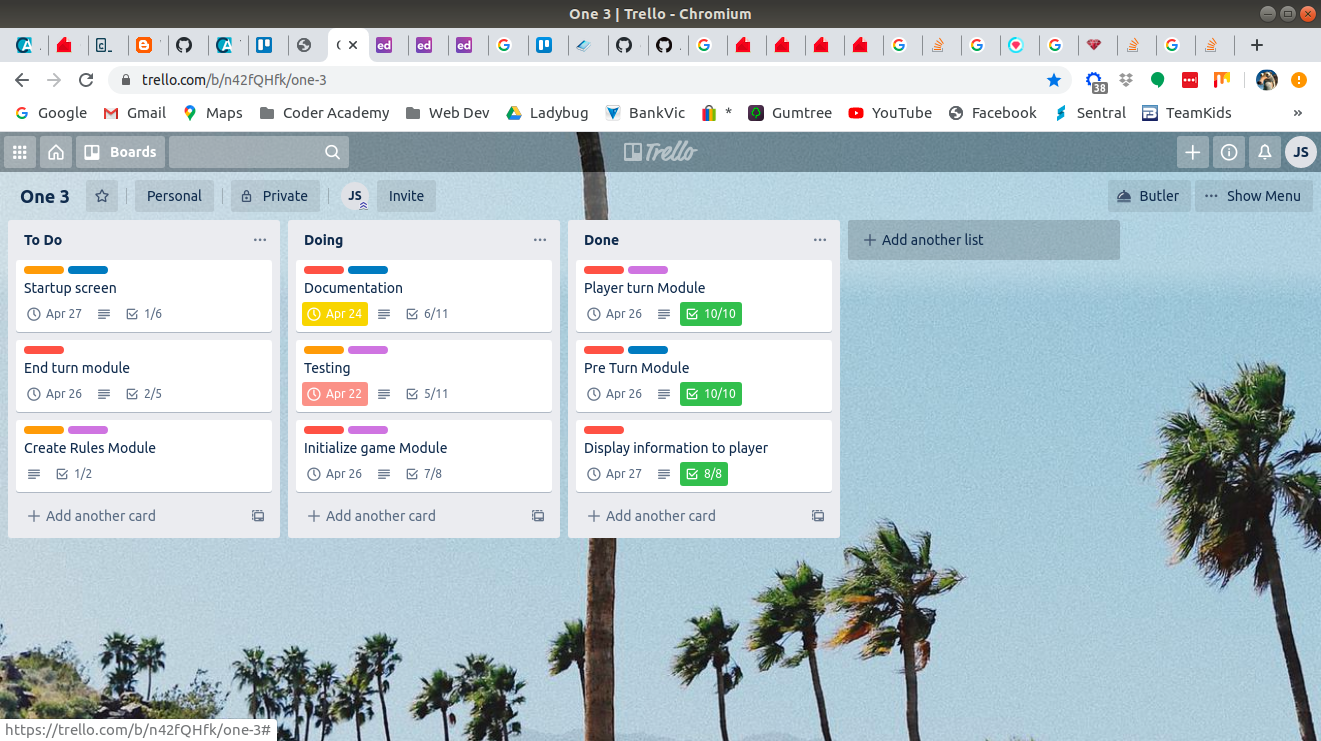 One 3 | Trello - Chromium
trello.com/b/n42fQHfk/one-3
38
Google Gmail Maps Coder Academy Web Dev Ladybug BankVic * Gumtree YouTube Facebook Sentral TeamKids »
Boards
Trello
JS
One 3 Personal Private JS Invite Butler Show Menu
To Do
Startup screen
Apr 27 1/6
End turn module
Apr 26 2/5
Create Rules Module
1/2
Add another card
Doing
Documentation
Apr 24 6/11
Testing
Apr 22 5/11
Initialize game Module
Apr 26 7/8
Add another card
Done
Player turn Module
Apr 26 10/10
Pre Turn Module
Apr 26 10/10
Display information to player
Apr 27 8/8
Add another card
Add another list
https://trello.com/b/n42fQHfk/one-3#